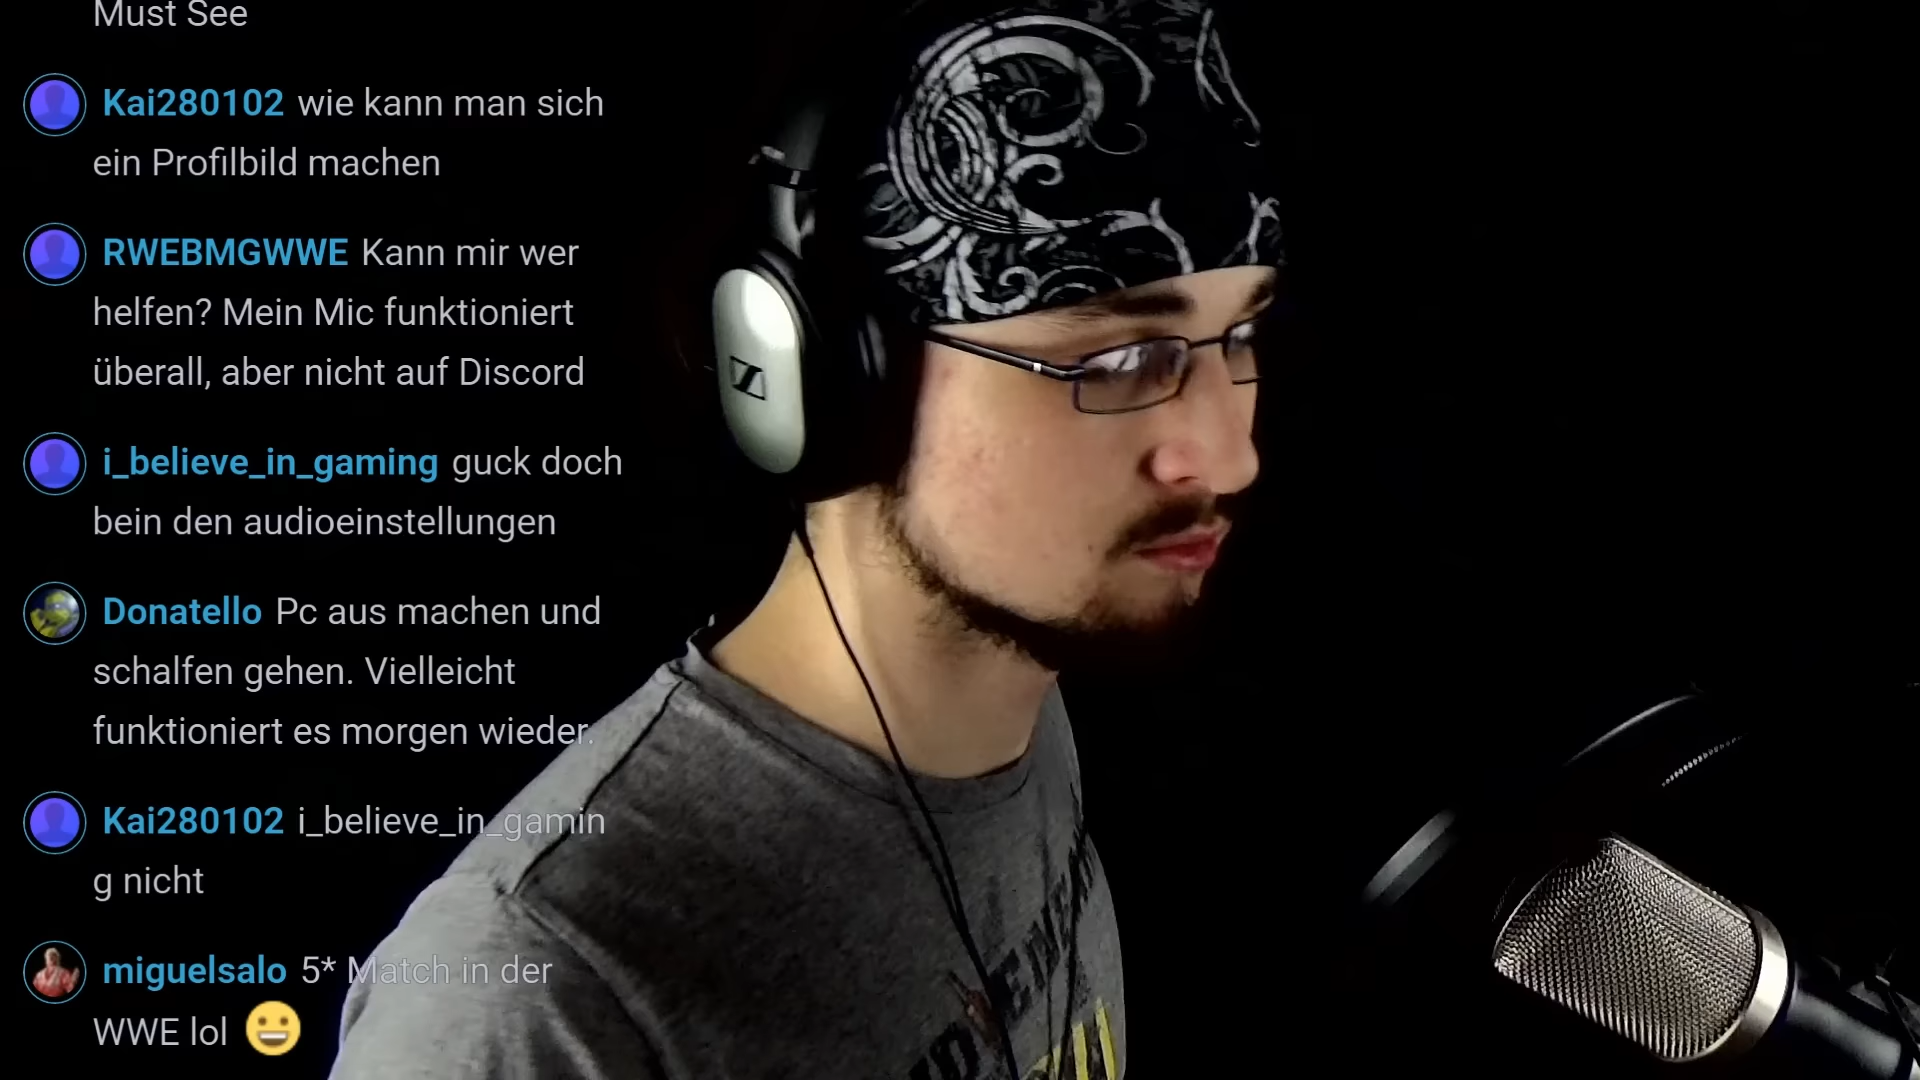 Must See
Kai280102 wie kann man sich
ein Profilbild machen
RWEBMGWWE Kann mir wer
helfen? Mein Mic funktioniert
überall, aber nicht auf Discord
i_believe_in_gaming guck doch
bein den audioeinstellungen
Donatello Pc aus machen und
schalfen gehen. Vielleicht
funktioniert es morgen wieder.
Kai280102 i_believe_in_gamin
g nicht
miguelsalo 5* Match in der
WWE lol 😀